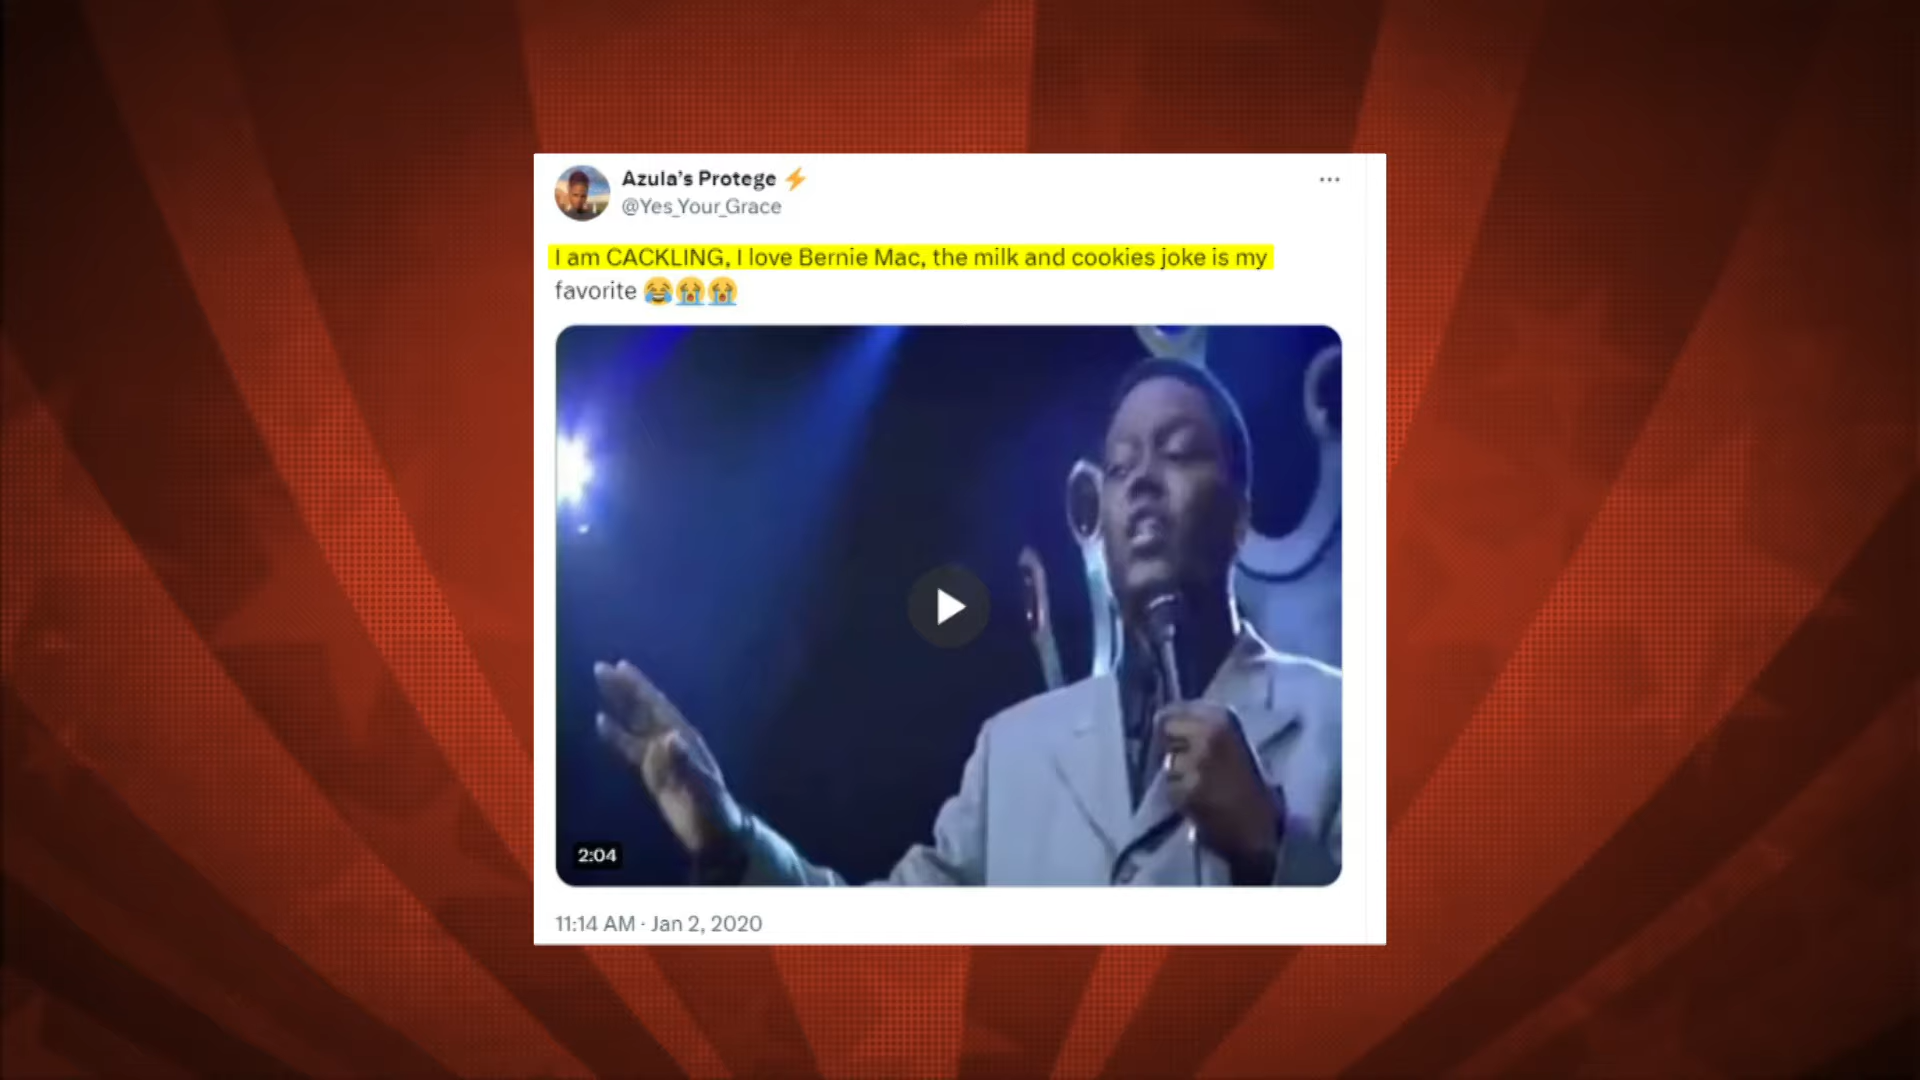 Azula's Protege ⚡
@Yes_Your_Grace
I am CACKLING, I love Bernie Mac, the milk and cookies joke is my
favorite 😂😭😭
2:04
11:14 AM · Jan 2, 2020